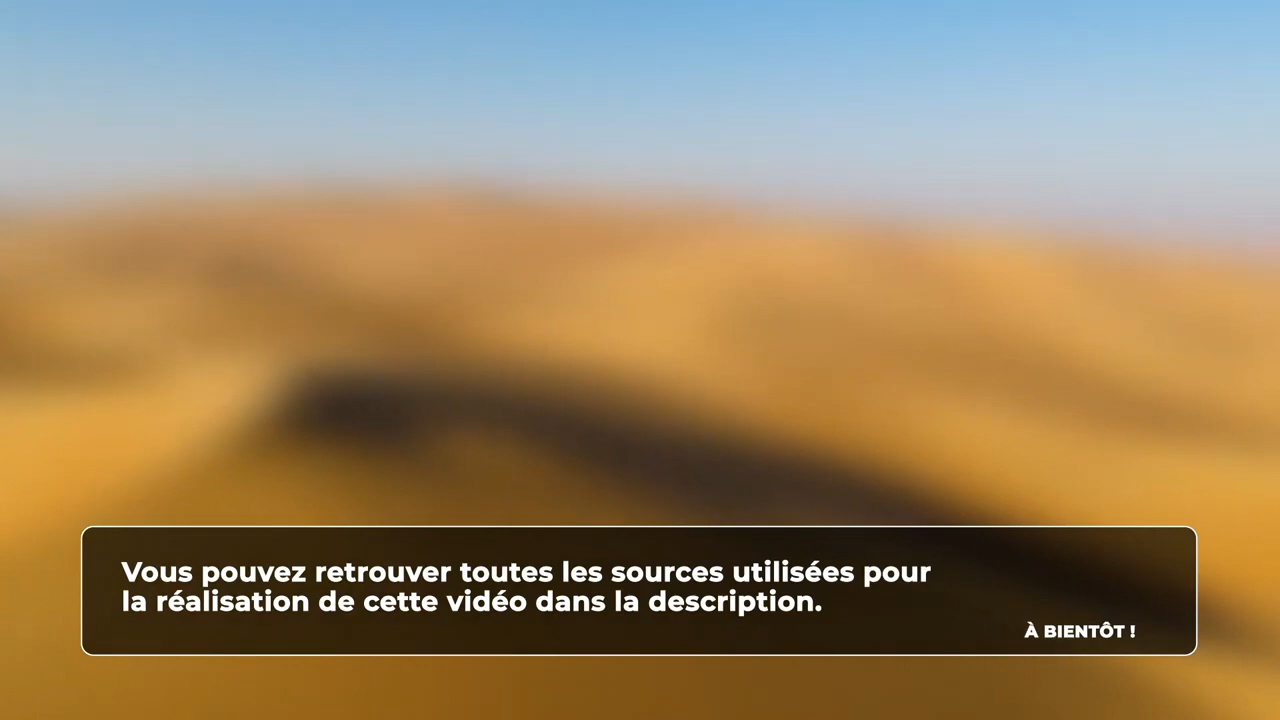 Vous pouvez retrouver toutes les sources utilisées pour
la réalisation de cette vidéo dans la description.
À BIENTÔT !